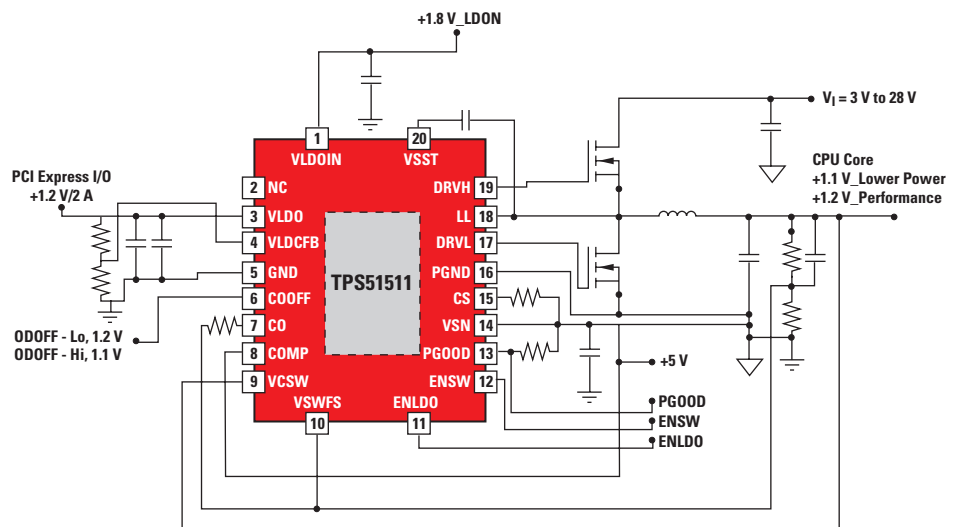 +1.8 V_LDON
V_I = 3 V to 28 V
1
VLDOIN
20
VSST
PCI Express I/O
+1.2 V/2 A
CPU Core
+1.1 V_Lower Power
+1.2 V_Performance
2 NC
3 VLDO
4 VLDCFB
5 GND
6 COOFF
7 CO
8 COMP
9 VCSW
TPS51511
DRVH 19
LL 18
DRVL 17
PGND 16
CS 15
VSN 14
PGOOD 13
ENSW 12
ODOFF - Lo, 1.2 V
ODOFF - Hi, 1.1 V
+5 V
VSWFS
10
ENLDO
11
PGOOD
ENSW
ENLDO